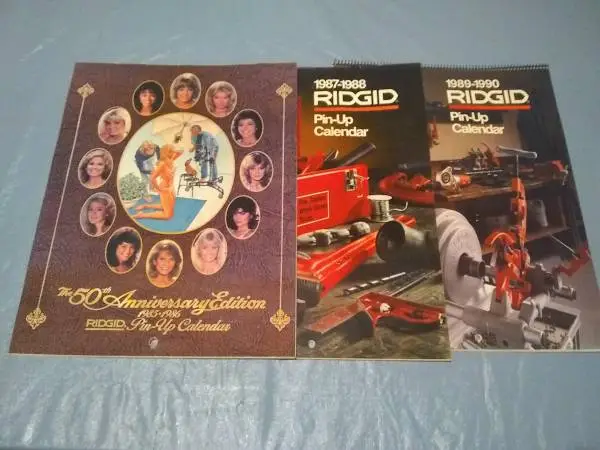 The 50th Anniversary Edition
1985-1986
RIDGID Pin-Up Calendar
1987-1988
RIDGID
Pin-Up
Calendar
1989-1990
RIDGID
Pin-Up
Calendar